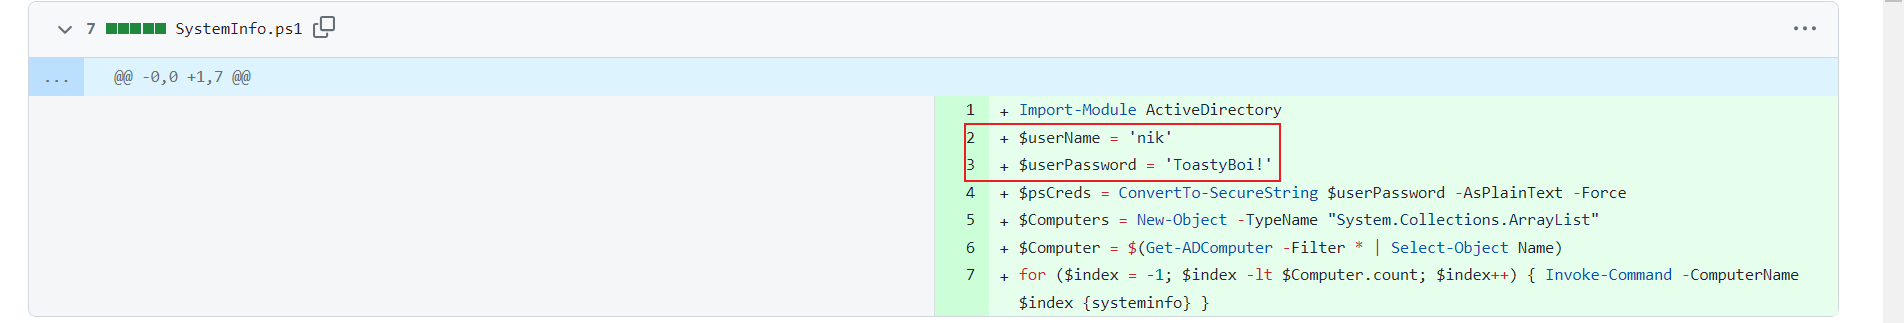 7 SystemInfo.ps1
... @@ -0,0 +1,7 @@
1 + Import-Module ActiveDirectory
2 + $userName = 'nik'
3 + $userPassword = 'ToastyBoi!'
4 + $psCreds = ConvertTo-SecureString $userPassword -AsPlainText -Force
5 + $Computers = New-Object -TypeName "System.Collections.ArrayList"
6 + $Computer = $(Get-ADComputer -Filter * | Select-Object Name)
7 + for ($index = -1; $index -lt $Computer.count; $index++) { Invoke-Command -ComputerName
$index {systeminfo} }